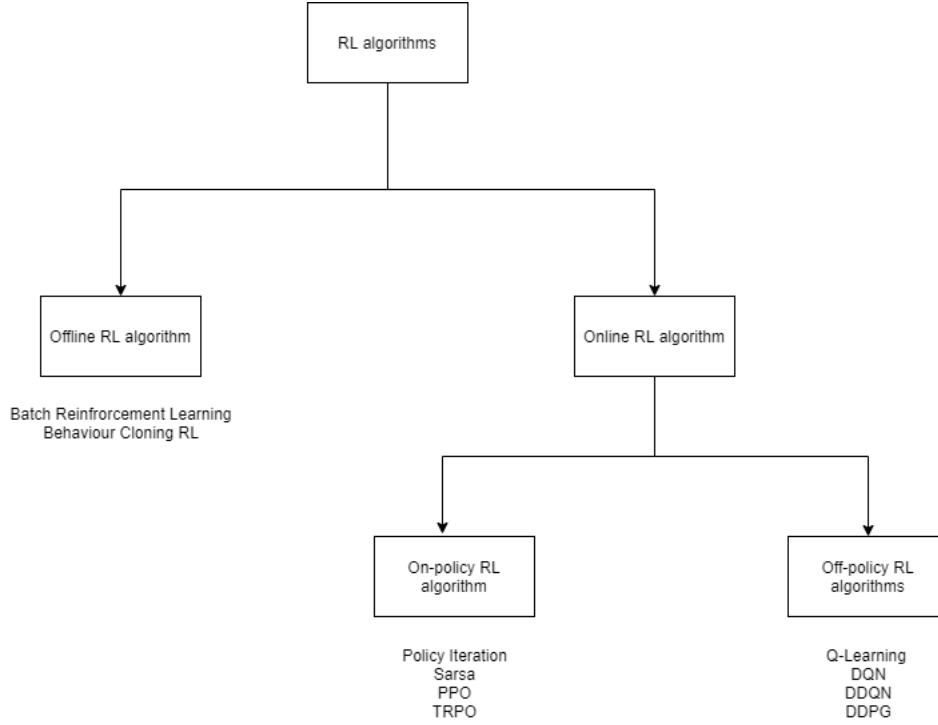 RL algorithms
Offline RL algorithm
Online RL algorithm
Batch Reinfrorcement Learning
Behaviour Cloning RL
On-policy RL
algorithm
Off-policy RL
algorithms
Policy Iteration
Sarsa
PPO
TRPO
Q-Learning
DQN
DDQN
DDPG